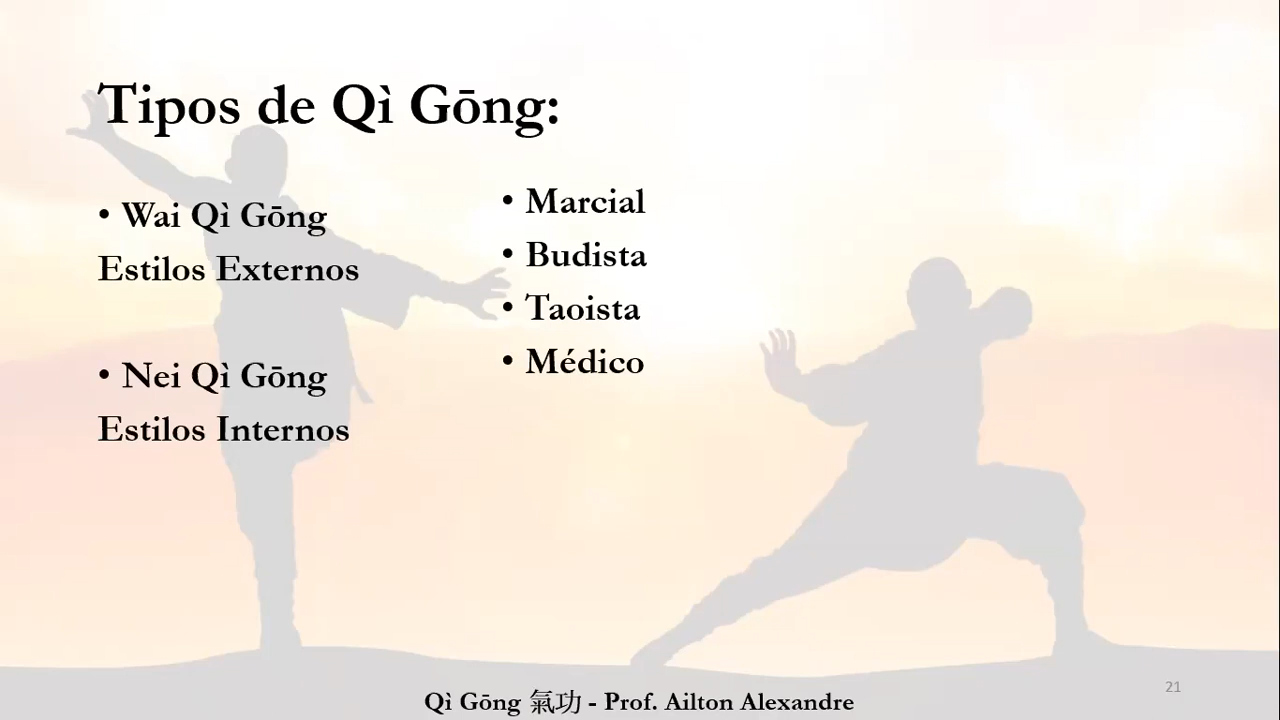 Tipos de Qì Gōng:
• Wai Qì Gōng
Estilos Externos
• Nei Qì Gōng
Estilos Internos
• Marcial
• Budista
• Taoista
• Médico
Qì Gōng 氣功 - Prof. Ailton Alexandre
21